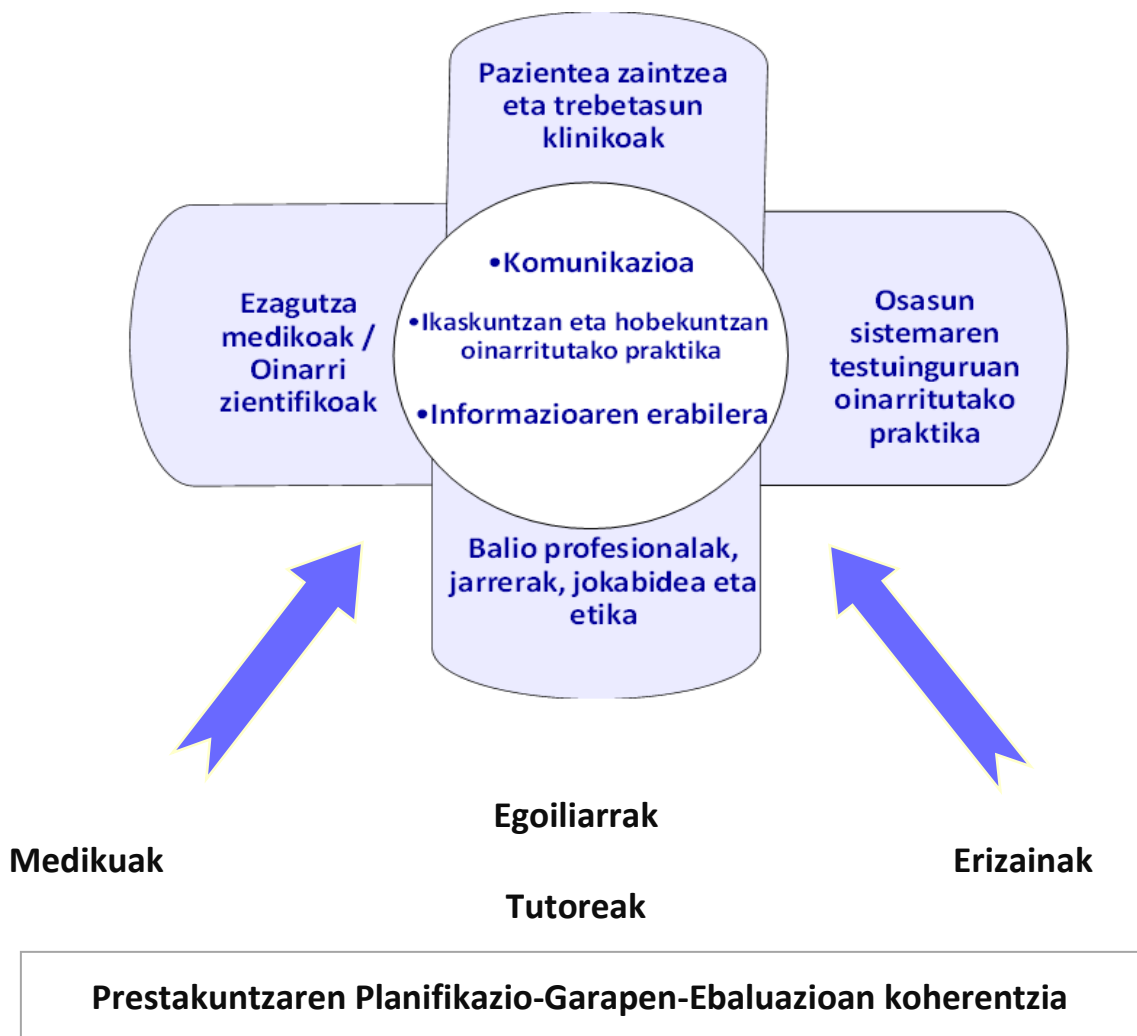 Pazientea zaintzea
eta trebetasun
klinikoak
Ezagutza
medikoak /
Oinarri
zientifikoak
•Komunikazioa
•Ikaskuntzan eta hobekuntzan
oinarritutako praktika
•Informazioaren erabilera
Osasun
sistemaren
testuinguruan
oinarritutako
praktika
Balio profesionalak,
jarrerak, jokabidea eta
etika
Egoiliarrak
Medikuak
Erizainak
Tutoreak
Prestakuntzaren Planifikazio-Garapen-Ebaluazioan koherentzia